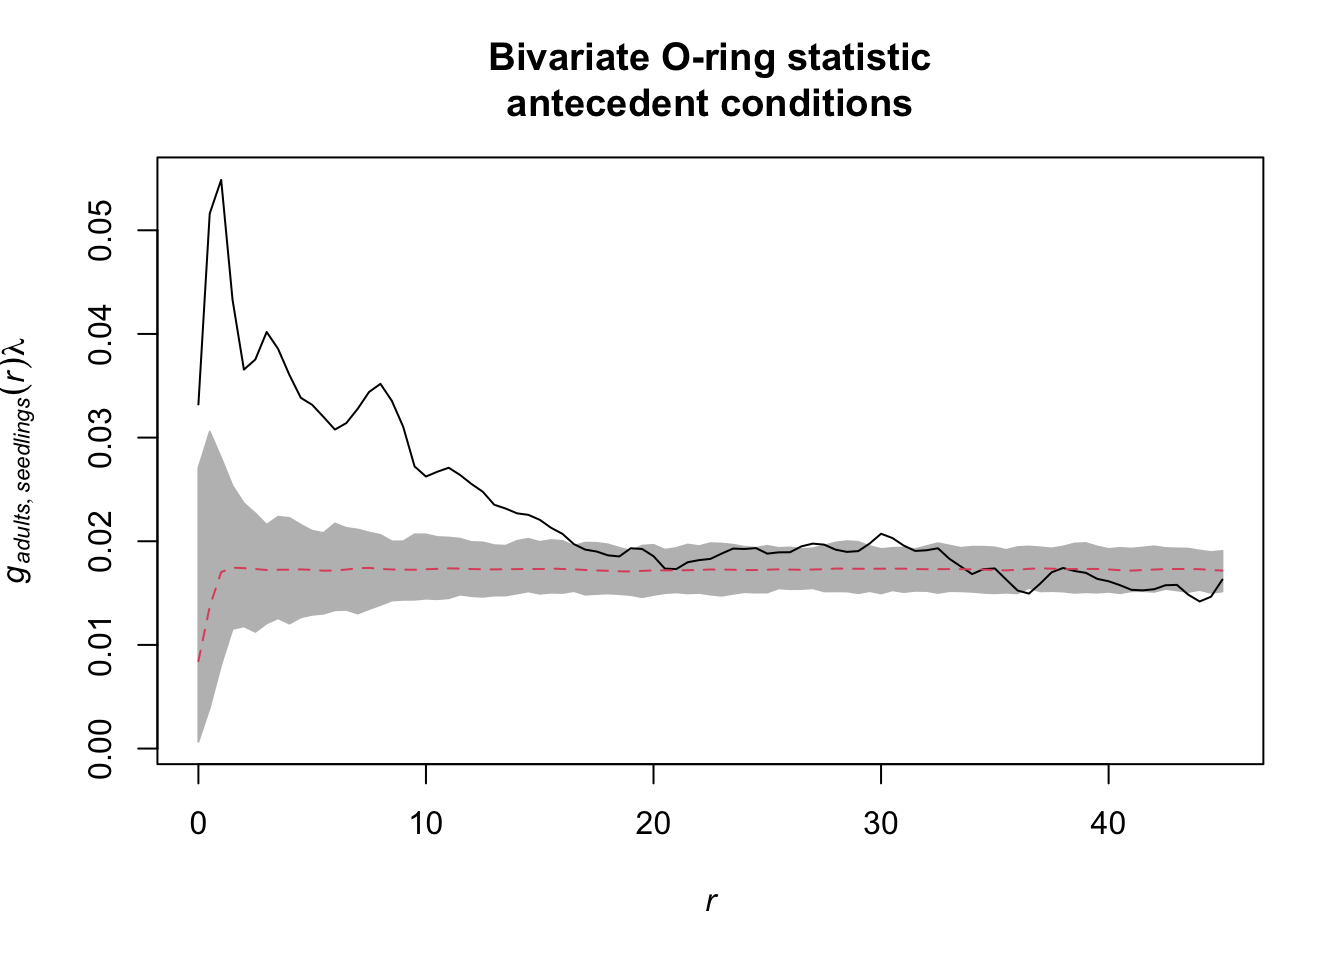 Bivariate O-ring statistic
antecedent conditions
g adults, seedlings (r)λ
0.05
0.04
0.03
0.02
0.01
0.00
0 10 20 30 40
r